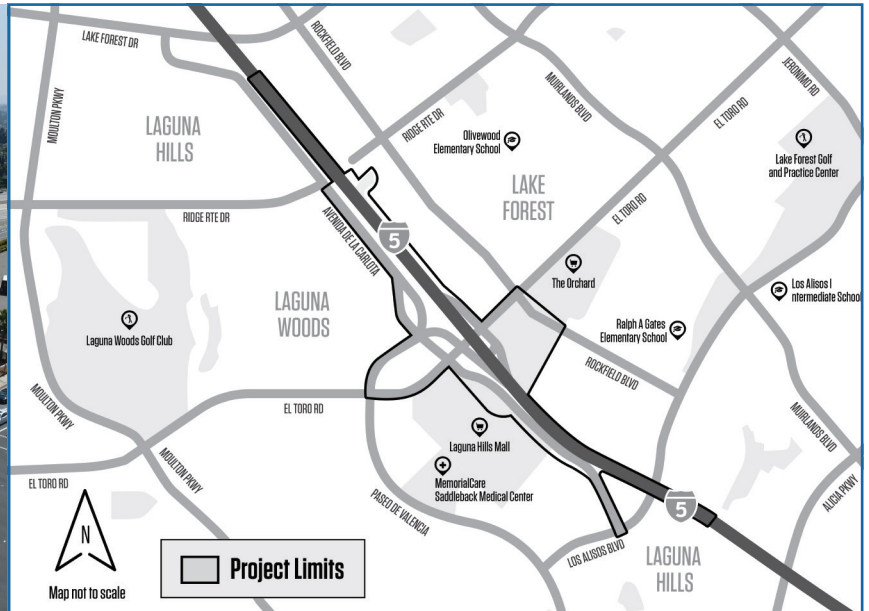 LAKE FOREST DR
ROCKFIELD BLVD
MOULTON PKWY
MUIRLANDS BLVD
JERONIMO RD
EL TORO RD
LAGUNA
HILLS
RIDGE RTE DR
Olivewood
Elementary School
Lake Forest Golf
and Practice Center
LAKE
FOREST
RIDGE RTE DR
AVENIDA DE LA CARLOTA
5
EL TORO RD
The Orchard
Los Alisos I
ntermediate School
LAGUNA
WOODS
Laguna Woods Golf Club
Ralph A Gates
Elementary School
ROCKFIELD BLVD
MOULTON PKWY
EL TORO RD
MUIRLANDS BLVD
Laguna Hills Mall
MemorialCare
Saddleback Medical Center
EL TORO RD
MOULTON PKWY
PASEO DE VALENCIA
ALICIA PKWY
5
N
Map not to scale
Project Limits
LOS ALISOS BLVD
LAGUNA
HILLS